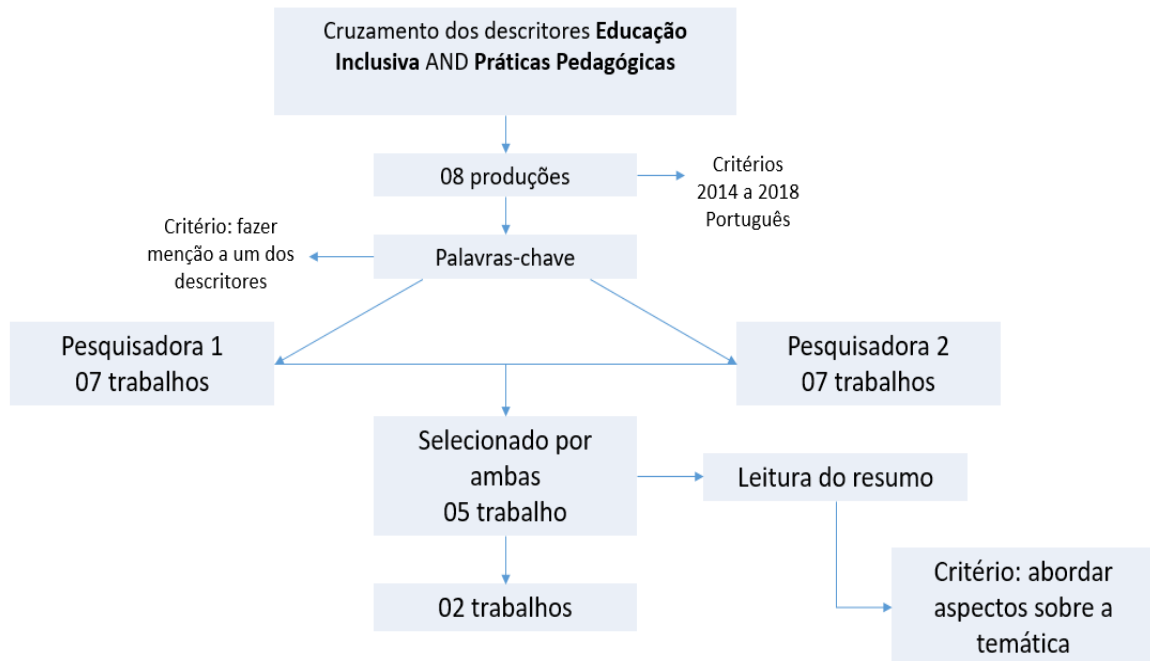 Cruzamento dos descritores Educação
Inclusiva AND Práticas Pedagógicas
08 produções
Critérios
2014 a 2018
Português
Critério: fazer
menção a um dos
descritores
Palavras-chave
Pesquisadora 1
07 trabalhos
Pesquisadora 2
07 trabalhos
Selecionado por
ambas
05 trabalho
Leitura do resumo
02 trabalhos
Critério: abordar
aspectos sobre a
temática